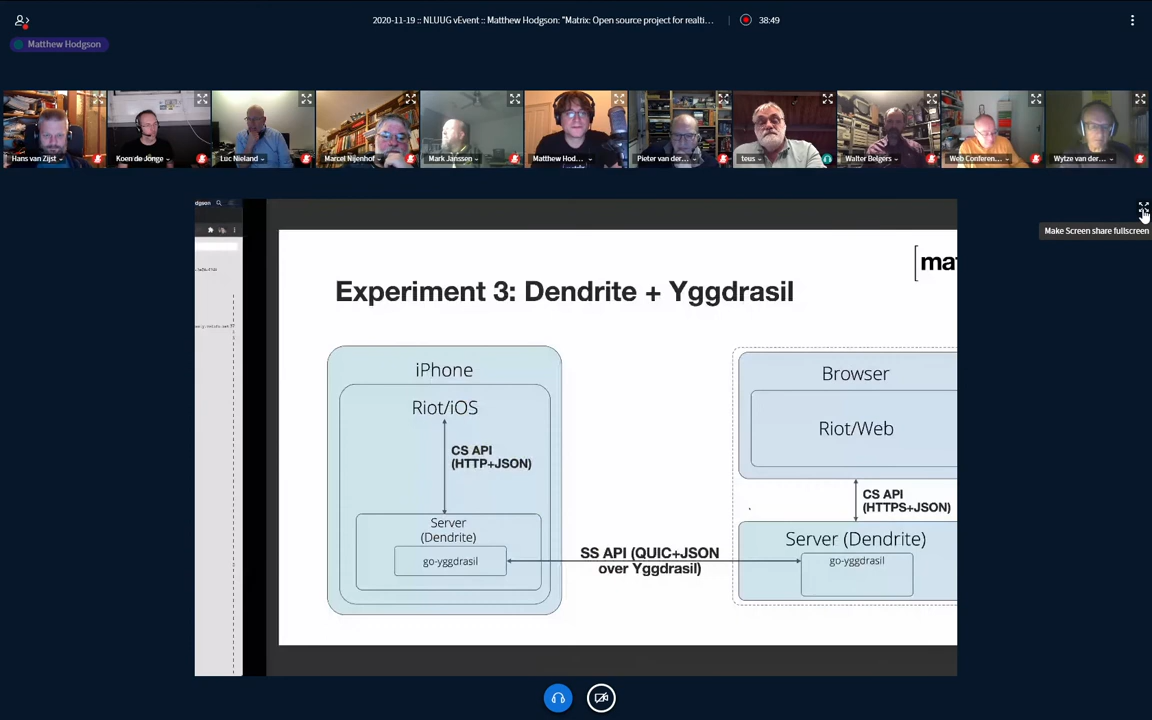 2020-11-19 :: NLUUG vEvent :: Matthew Hodgson: "Matrix: Open source project for realti...
38:49
Matthew Hodgson
Hans van Zijst
Koen de Jonge
Luc Nieland
Marcel Nijenhof
Mark Janssen
Matthew Hod...
Pieter van der...
teus
Walter Belgers
Web Conferen...
Wytze van der...
Make Screen share fullscreen
dgson
[mat
Experiment 3: Dendrite + Yggdrasil
iPhone
Riot/iOS
CS API
(HTTP+JSON)
Server
(Dendrite)
go-yggdrasil
SS API (QUIC+JSON
over Yggdrasil)
Browser
Riot/Web
CS API
(HTTPS+JSON)
Server (Dendrite)
go-yggdrasil